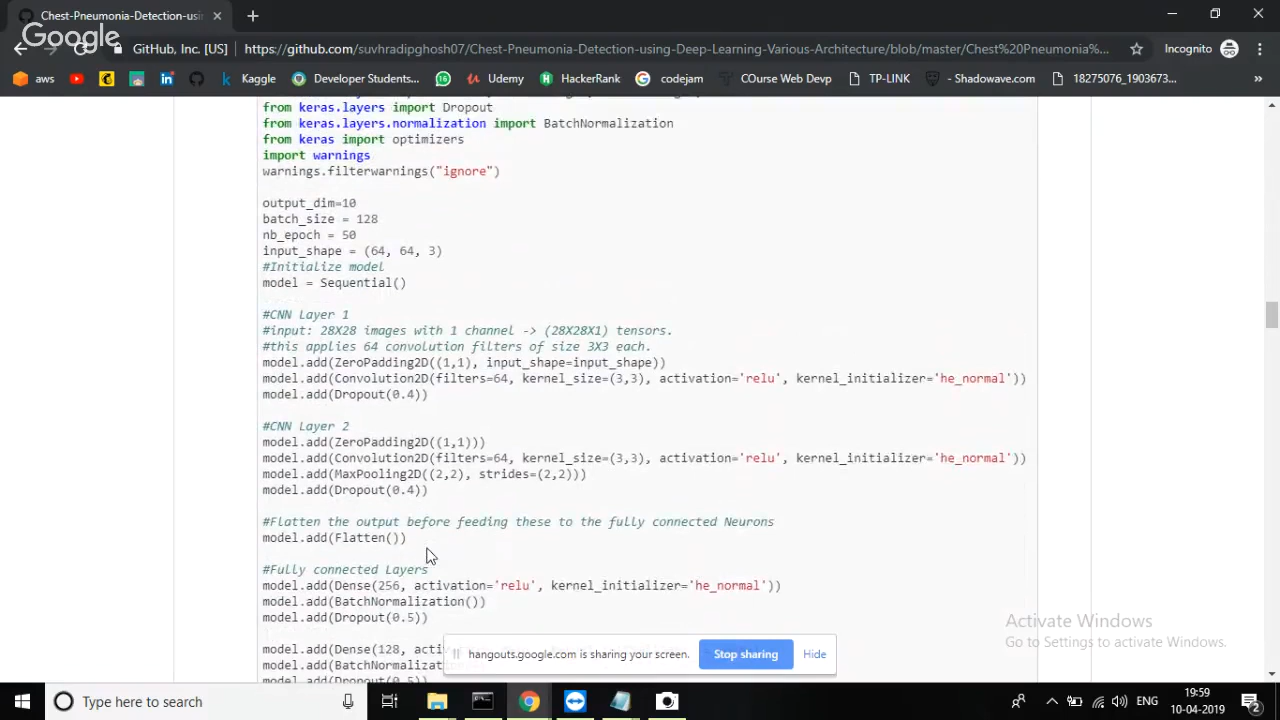 Chest-Pneumonia-Detection-usin
Google
GitHub, Inc. [US]
https://github.com/suvhradipghosh07/Chest-Pneumonia-Detection-using-Deep-Learning-Various-Architecture/blob/master/Chest%20Pneumonia%...
Incognito
aws
Kaggle
Developer Students...
Udemy
HackerRank
codejam
COurse Web Devp
TP-LINK
- Shadowave.com
18275076_1903673...
from keras.layers import Dropout
from keras.layers.normalization import BatchNormalization
from keras import optimizers
import warnings
warnings.filterwarnings("ignore")
output_dim=10
batch_size = 128
nb_epoch = 50
input_shape = (64, 64, 3)
#Initialize model
model = Sequential()
#CNN Layer 1
#input: 28X28 images with 1 channel -> (28X28X1) tensors.
#this applies 64 convolution filters of size 3X3 each.
model.add(ZeroPadding2D((1,1), input_shape=input_shape))
model.add(Convolution2D(filters=64, kernel_size=(3,3), activation='relu', kernel_initializer='he_normal'))
model.add(Dropout(0.4))
#CNN Layer 2
model.add(ZeroPadding2D((1,1)))
model.add(Convolution2D(filters=64, kernel_size=(3,3), activation='relu', kernel_initializer='he_normal'))
model.add(MaxPooling2D((2,2), strides=(2,2)))
model.add(Dropout(0.4))
#Flatten the output before feeding these to the fully connected Neurons
model.add(Flatten())
#Fully connected Layers
model.add(Dense(256, activation='relu', kernel_initializer='he_normal'))
model.add(BatchNormalization())
model.add(Dropout(0.5))
model.add(Dense(128, activ
model.add(BatchNormalizat
model.add(Dropout(0.5))
hangouts.google.com is sharing your screen.
Stop sharing
Hide
Activate Windows
Go to Settings to activate Windows.
Type here to search
ENG
19:59
10-04-2019
2